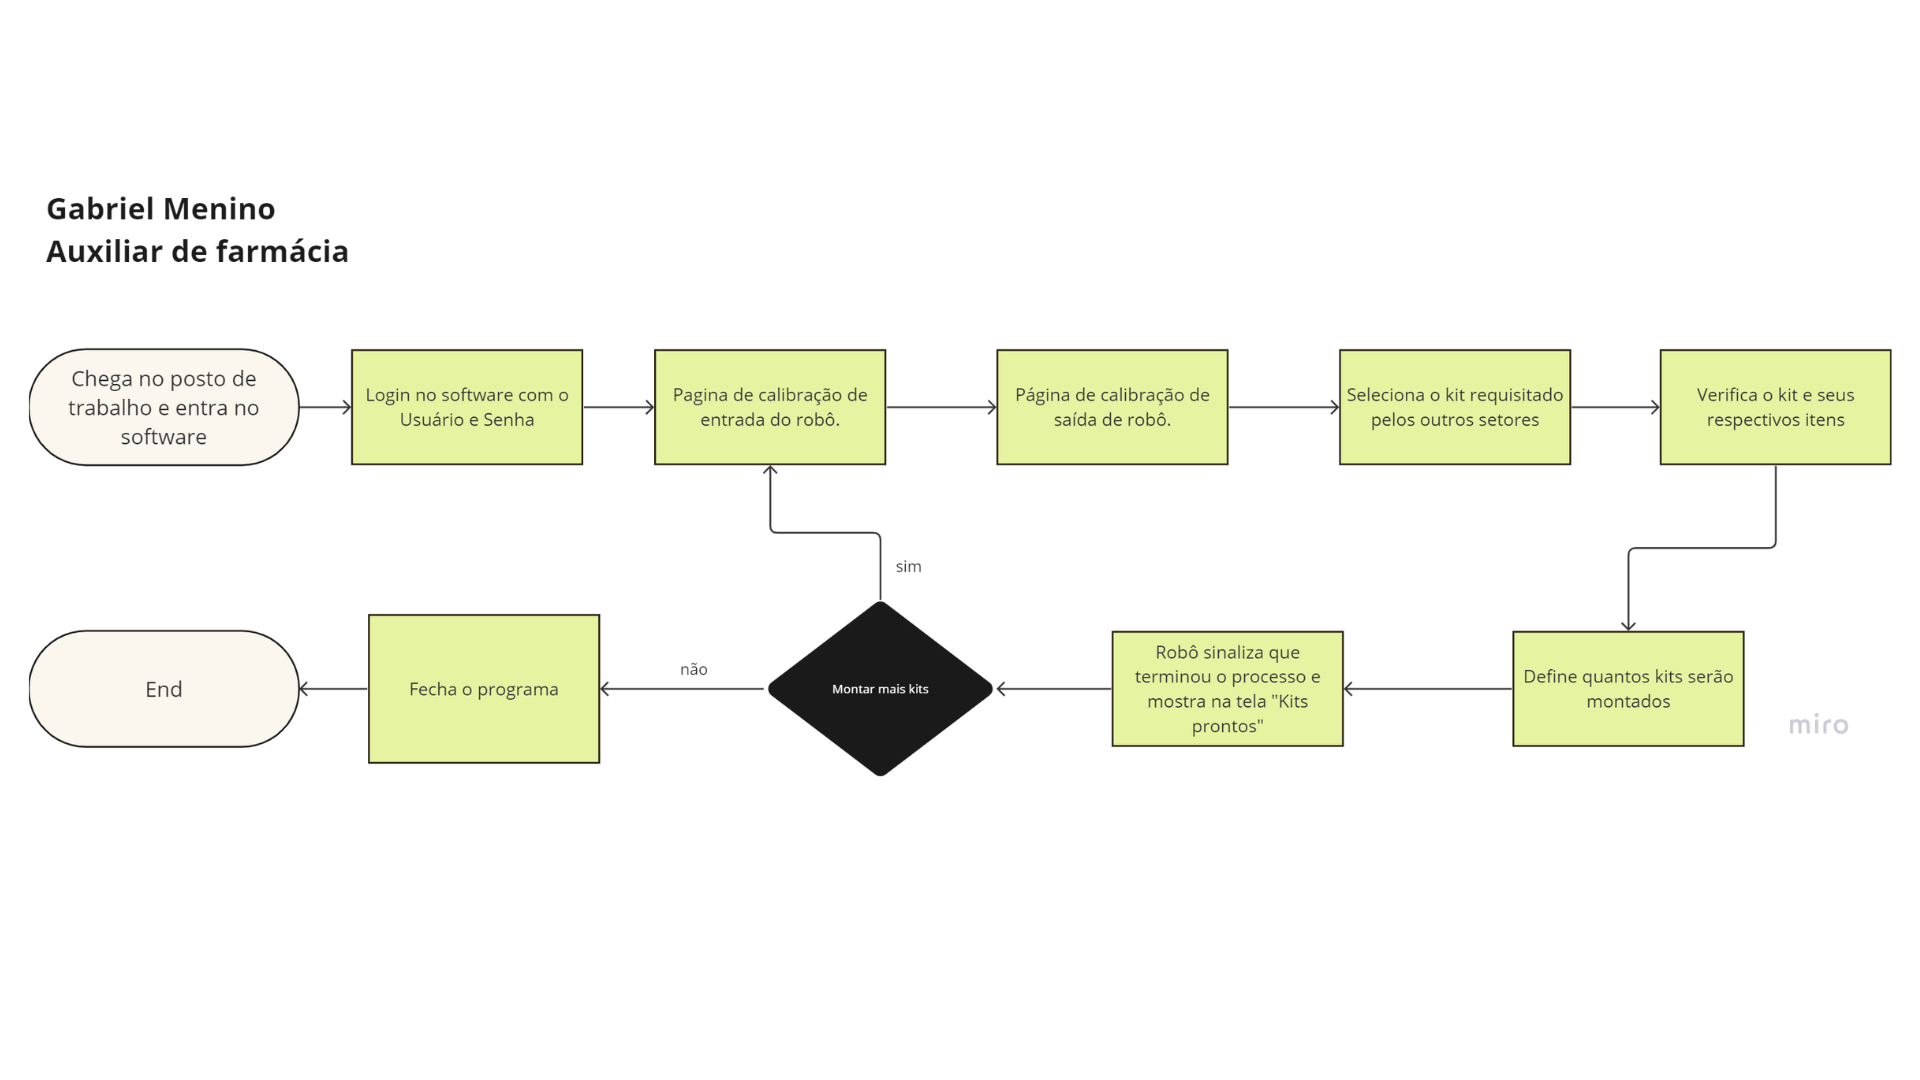 Gabriel Menino
Auxiliar de farmácia
Chega no posto de
trabalho e entra no
software
Login no software com o
Usuário e Senha
Pagina de calibração de
entrada do robô.
Página de calibração de
saída de robô.
Seleciona o kit requisitado
pelos outros setores
Verifica o kit e seus
respectivos itens
sim
End
Fecha o programa
não
Montar mais kits
Robô sinaliza que
terminou o processo e
mostra na tela "Kits
prontos"
Define quantos kits serão
montados
miro